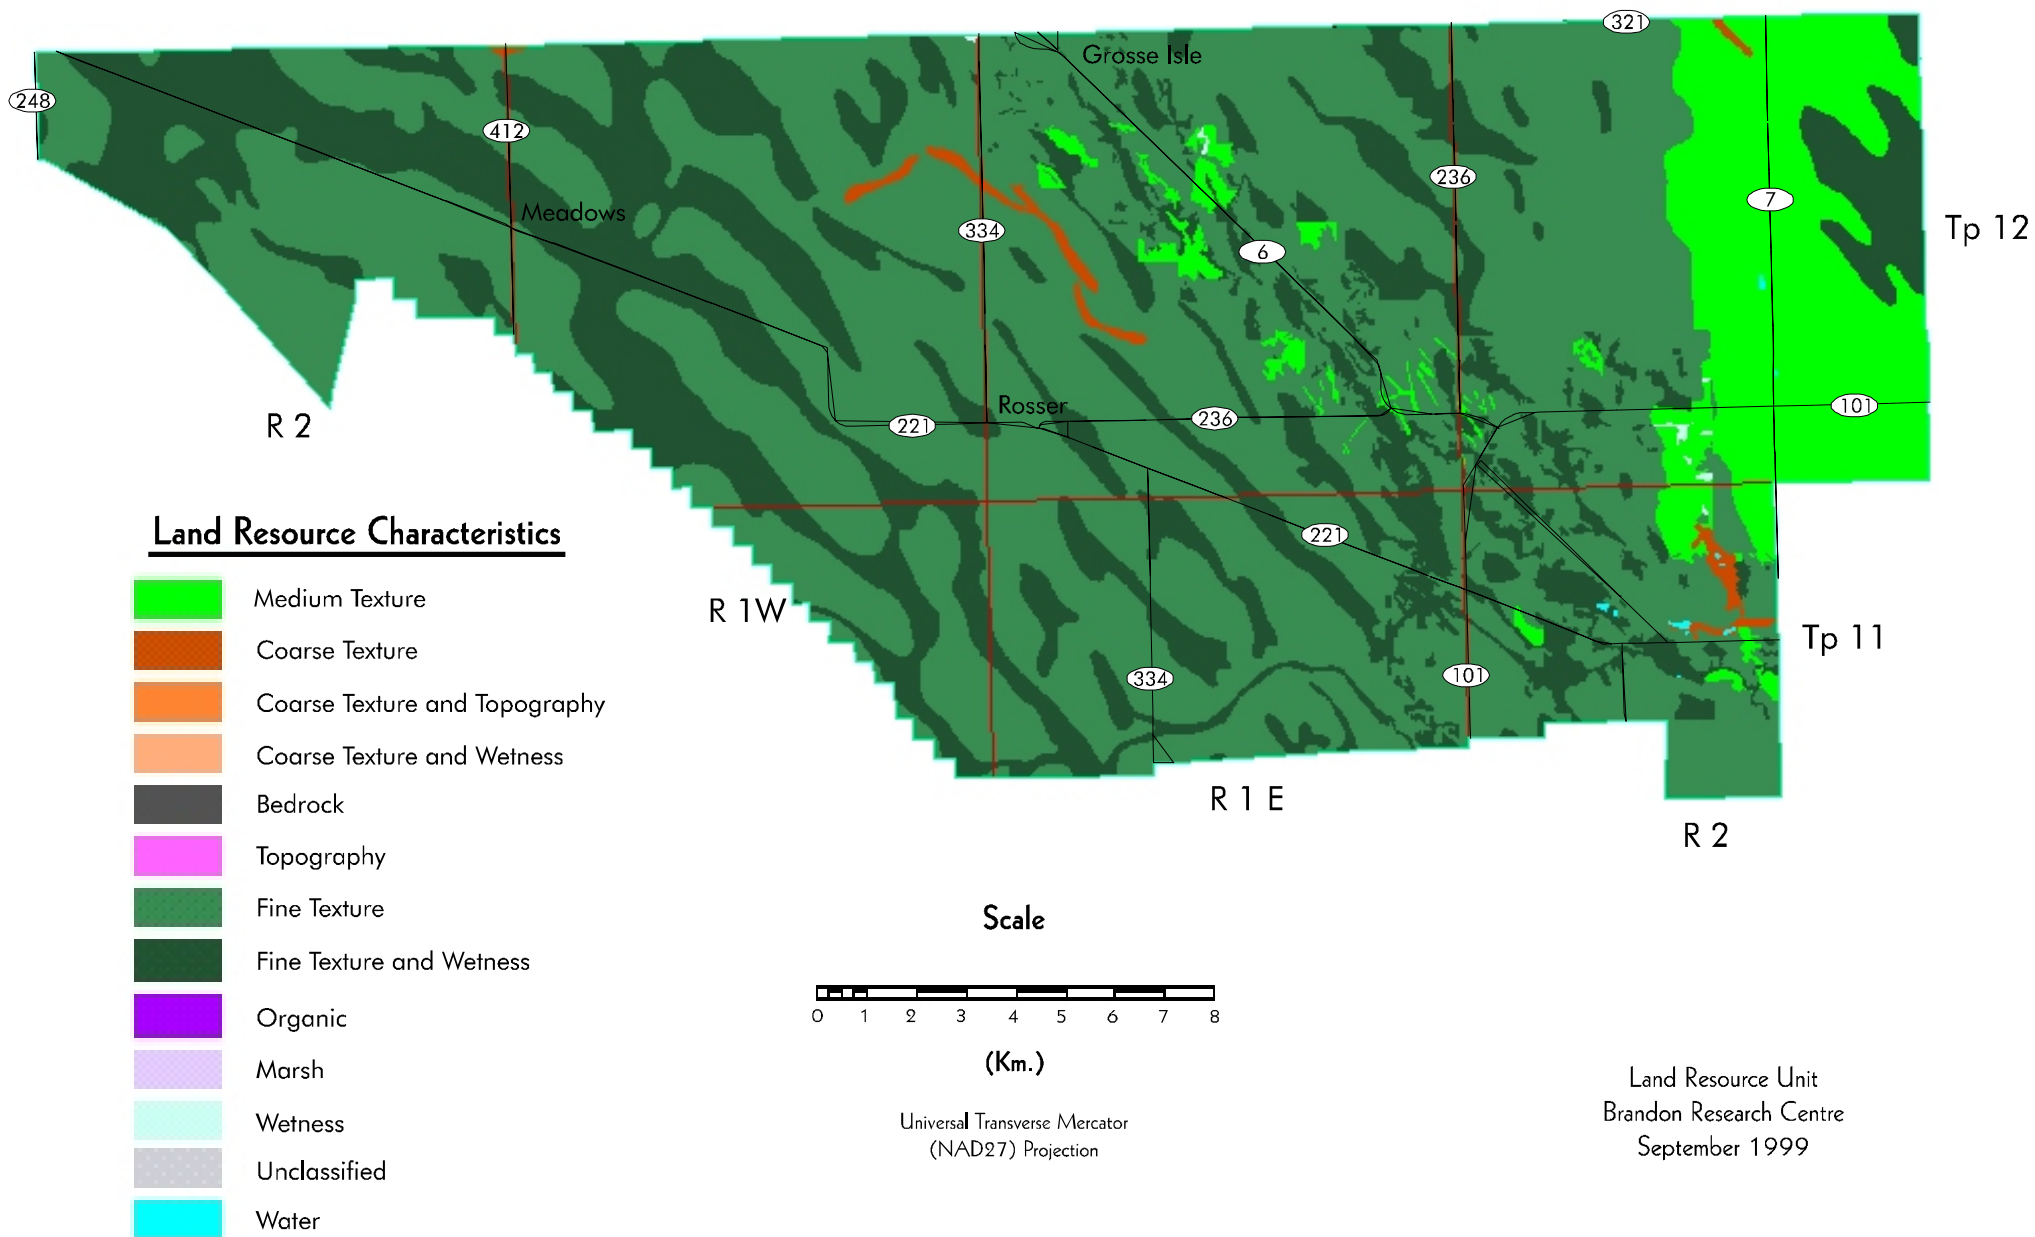 321
Grosse Isle
248
412
236
7
Meadows
334
Tp 12
6
Rosser
101
R 2
221
236
Land Resource Characteristics
221
Medium Texture
R 1W
Coarse Texture
Tp 11
334
101
Coarse Texture and Topography
Coarse Texture and Wetness
Bedrock
R 1 E
R 2
Topography
Fine Texture
Scale
Fine Texture and Wetness
Organic
0 1 2 3 4 5 6 7 8
(Km.)
Marsh
Wetness
Unclassified
Water
Universal Transverse Mercator
(NAD27) Projection
Land Resource Unit
Brandon Research Centre
September 1999